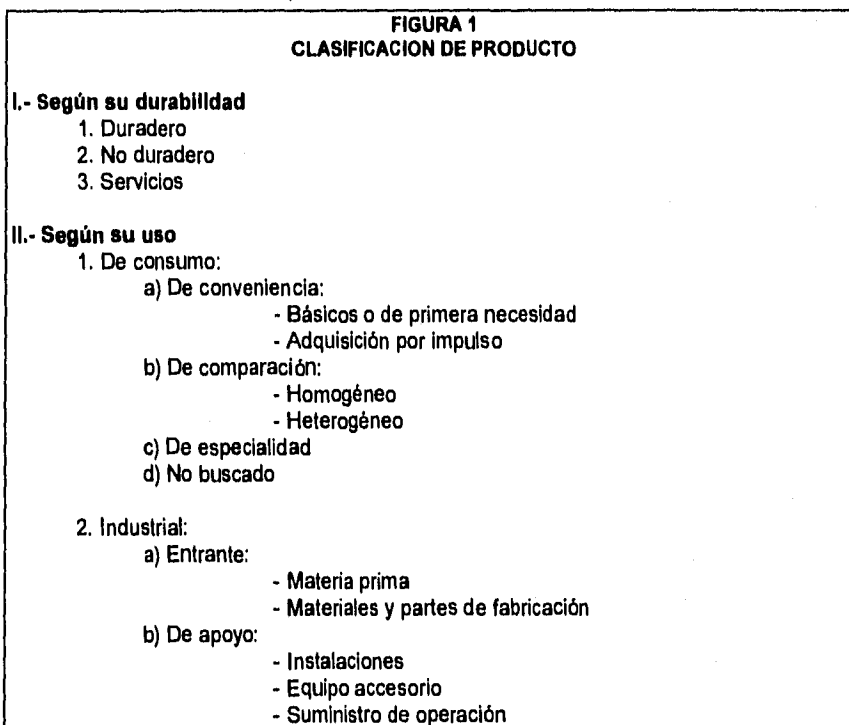 FIGURA 1
CLASIFICACION DE PRODUCTO
I.- Según su durabilidad
1. Duradero
2. No duradero
3. Servicios
II.- Según su uso
1. De consumo:
a) De conveniencia:
- Básicos o de primera necesidad
- Adquisición por impulso
b) De comparación:
- Homogéneo
- Heterogéneo
c) De especialidad
d) No buscado
2. Industrial:
a) Entrante:
- Materia prima
- Materiales y partes de fabricación
b) De apoyo:
- Instalaciones
- Equipo accesorio
- Suministro de operación